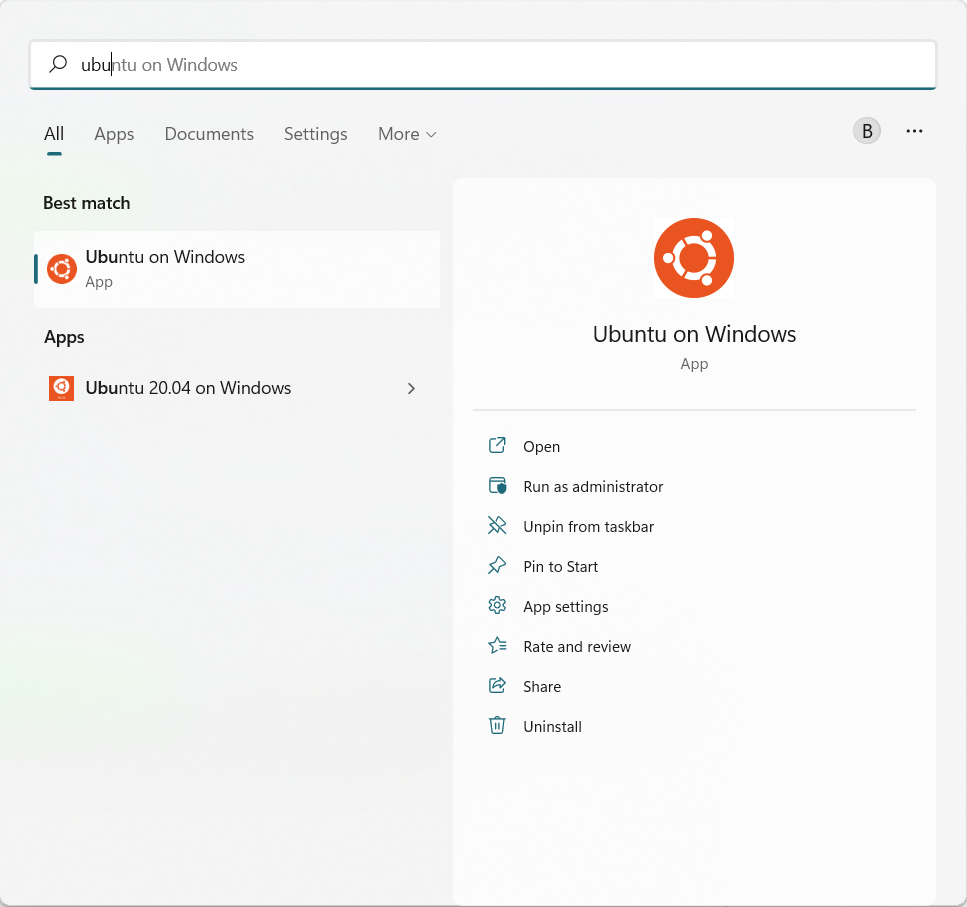 ubuntu on Windows
All Apps Documents Settings More B
Best match
Ubuntu on Windows
App
Apps
Ubuntu 20.04 on Windows
Ubuntu on Windows
App
Open
Run as administrator
Unpin from taskbar
Pin to Start
App settings
Rate and review
Share
Uninstall